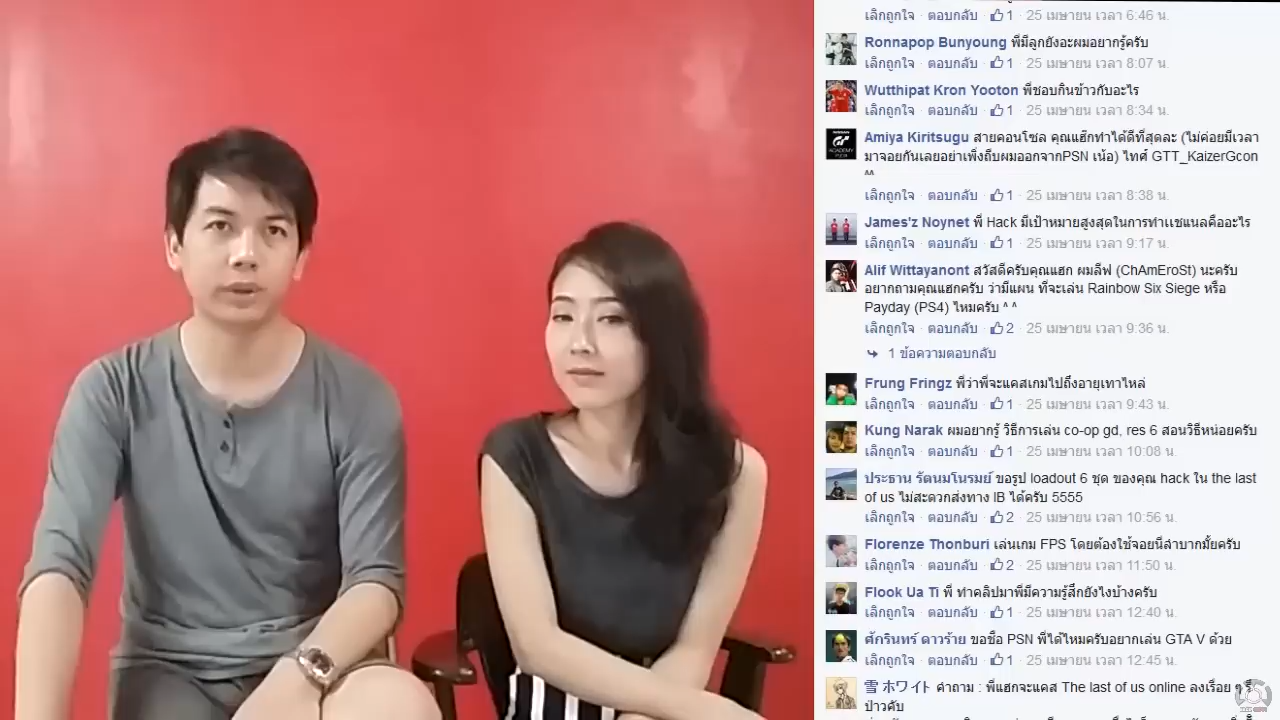 เลิกถูกใจ · ตอบกลับ · 1 · 25 เมษายน เวลา 6:46 น.
Ronnapop Bunyoung พี่มีลูกยังอะผมอยากรู้ครับ
เลิกถูกใจ · ตอบกลับ · 1 · 25 เมษายน เวลา 8:07 น.
Wutthipat Kron Yooton พี่ชอบกินข้าวกับอะไร
เลิกถูกใจ · ตอบกลับ · 1 · 25 เมษายน เวลา 8:34 น.
Amiya Kiritsugu สายคอนโซล คุณแฮ๊กทำได้ดีที่สุดละ (ไม่ค่อยมีเวลา
มาจอยกันเลยอย่าเพิ่งถีบผมออกจากPSN เน้อ) ไทศ์ GTT_KaizerGcon
^^
เลิกถูกใจ · ตอบกลับ · 1 · 25 เมษายน เวลา 8:38 น.
James'z Noynet พี่ Hack มีเป้าหมายสูงสุดในการทำเเชแนลคืออะไร
เลิกถูกใจ · ตอบกลับ · 1 · 25 เมษายน เวลา 9:17 น.
Alif Wittayanont สวัสดีครับคุณแฮก ผมลีฟ (ChAmEroSt) นะครับ
อยากถามคุณแฮกครับ ว่ามีแผน ที่จะเล่น Rainbow Six Siege หรือ
Payday (PS4) ไหมครับ ^ ^
เลิกถูกใจ · ตอบกลับ · 2 · 25 เมษายน เวลา 9:36 น.
1 ข้อความตอบกลับ
Frung Fringz พี่ว่าพี่จะแคสเกมไปถึงอายุเทาไหล่
เลิกถูกใจ · ตอบกลับ · 1 · 25 เมษายน เวลา 9:43 น.
Kung Narak ผมอยากรู้ วิธีการเล่น co-op gd, res 6 สอนวิธีหน่อยครับ
เลิกถูกใจ · ตอบกลับ · 1 · 25 เมษายน เวลา 10:08 น.
ประธาน รัตนมโนรมย์ ขอรูป loadout 6 ชุด ของคุณ hack ใน the last
of us ไม่สะดวกส่งทาง IB ได้ครับ 5555
เลิกถูกใจ · ตอบกลับ · 2 · 25 เมษายน เวลา 10:56 น.
Florenze Thonburi เล่นเกม FPS โดยต้องใช้จอยนี่ลำบากมั้ยครับ
เลิกถูกใจ · ตอบกลับ · 2 · 25 เมษายน เวลา 11:50 น.
Flook Ua Ti พี่ ทำคลิปมาพี่มีความรู้สึกยังไงบ้างครับ
เลิกถูกใจ · ตอบกลับ · 1 · 25 เมษายน เวลา 12:40 น.
ศักรินทร์ ดาวร้าย ขอชื่อ PSN พี่ได้ไหมครับอยากเล่น GTA V ด้วย
เลิกถูกใจ · ตอบกลับ · 1 · 25 เมษายน เวลา 12:45 น.
雪 ホワイト คำถาม : พี่แฮกจะแคส The last of us online ลงเรื่อย ๆ รึ
ป่าวคับ